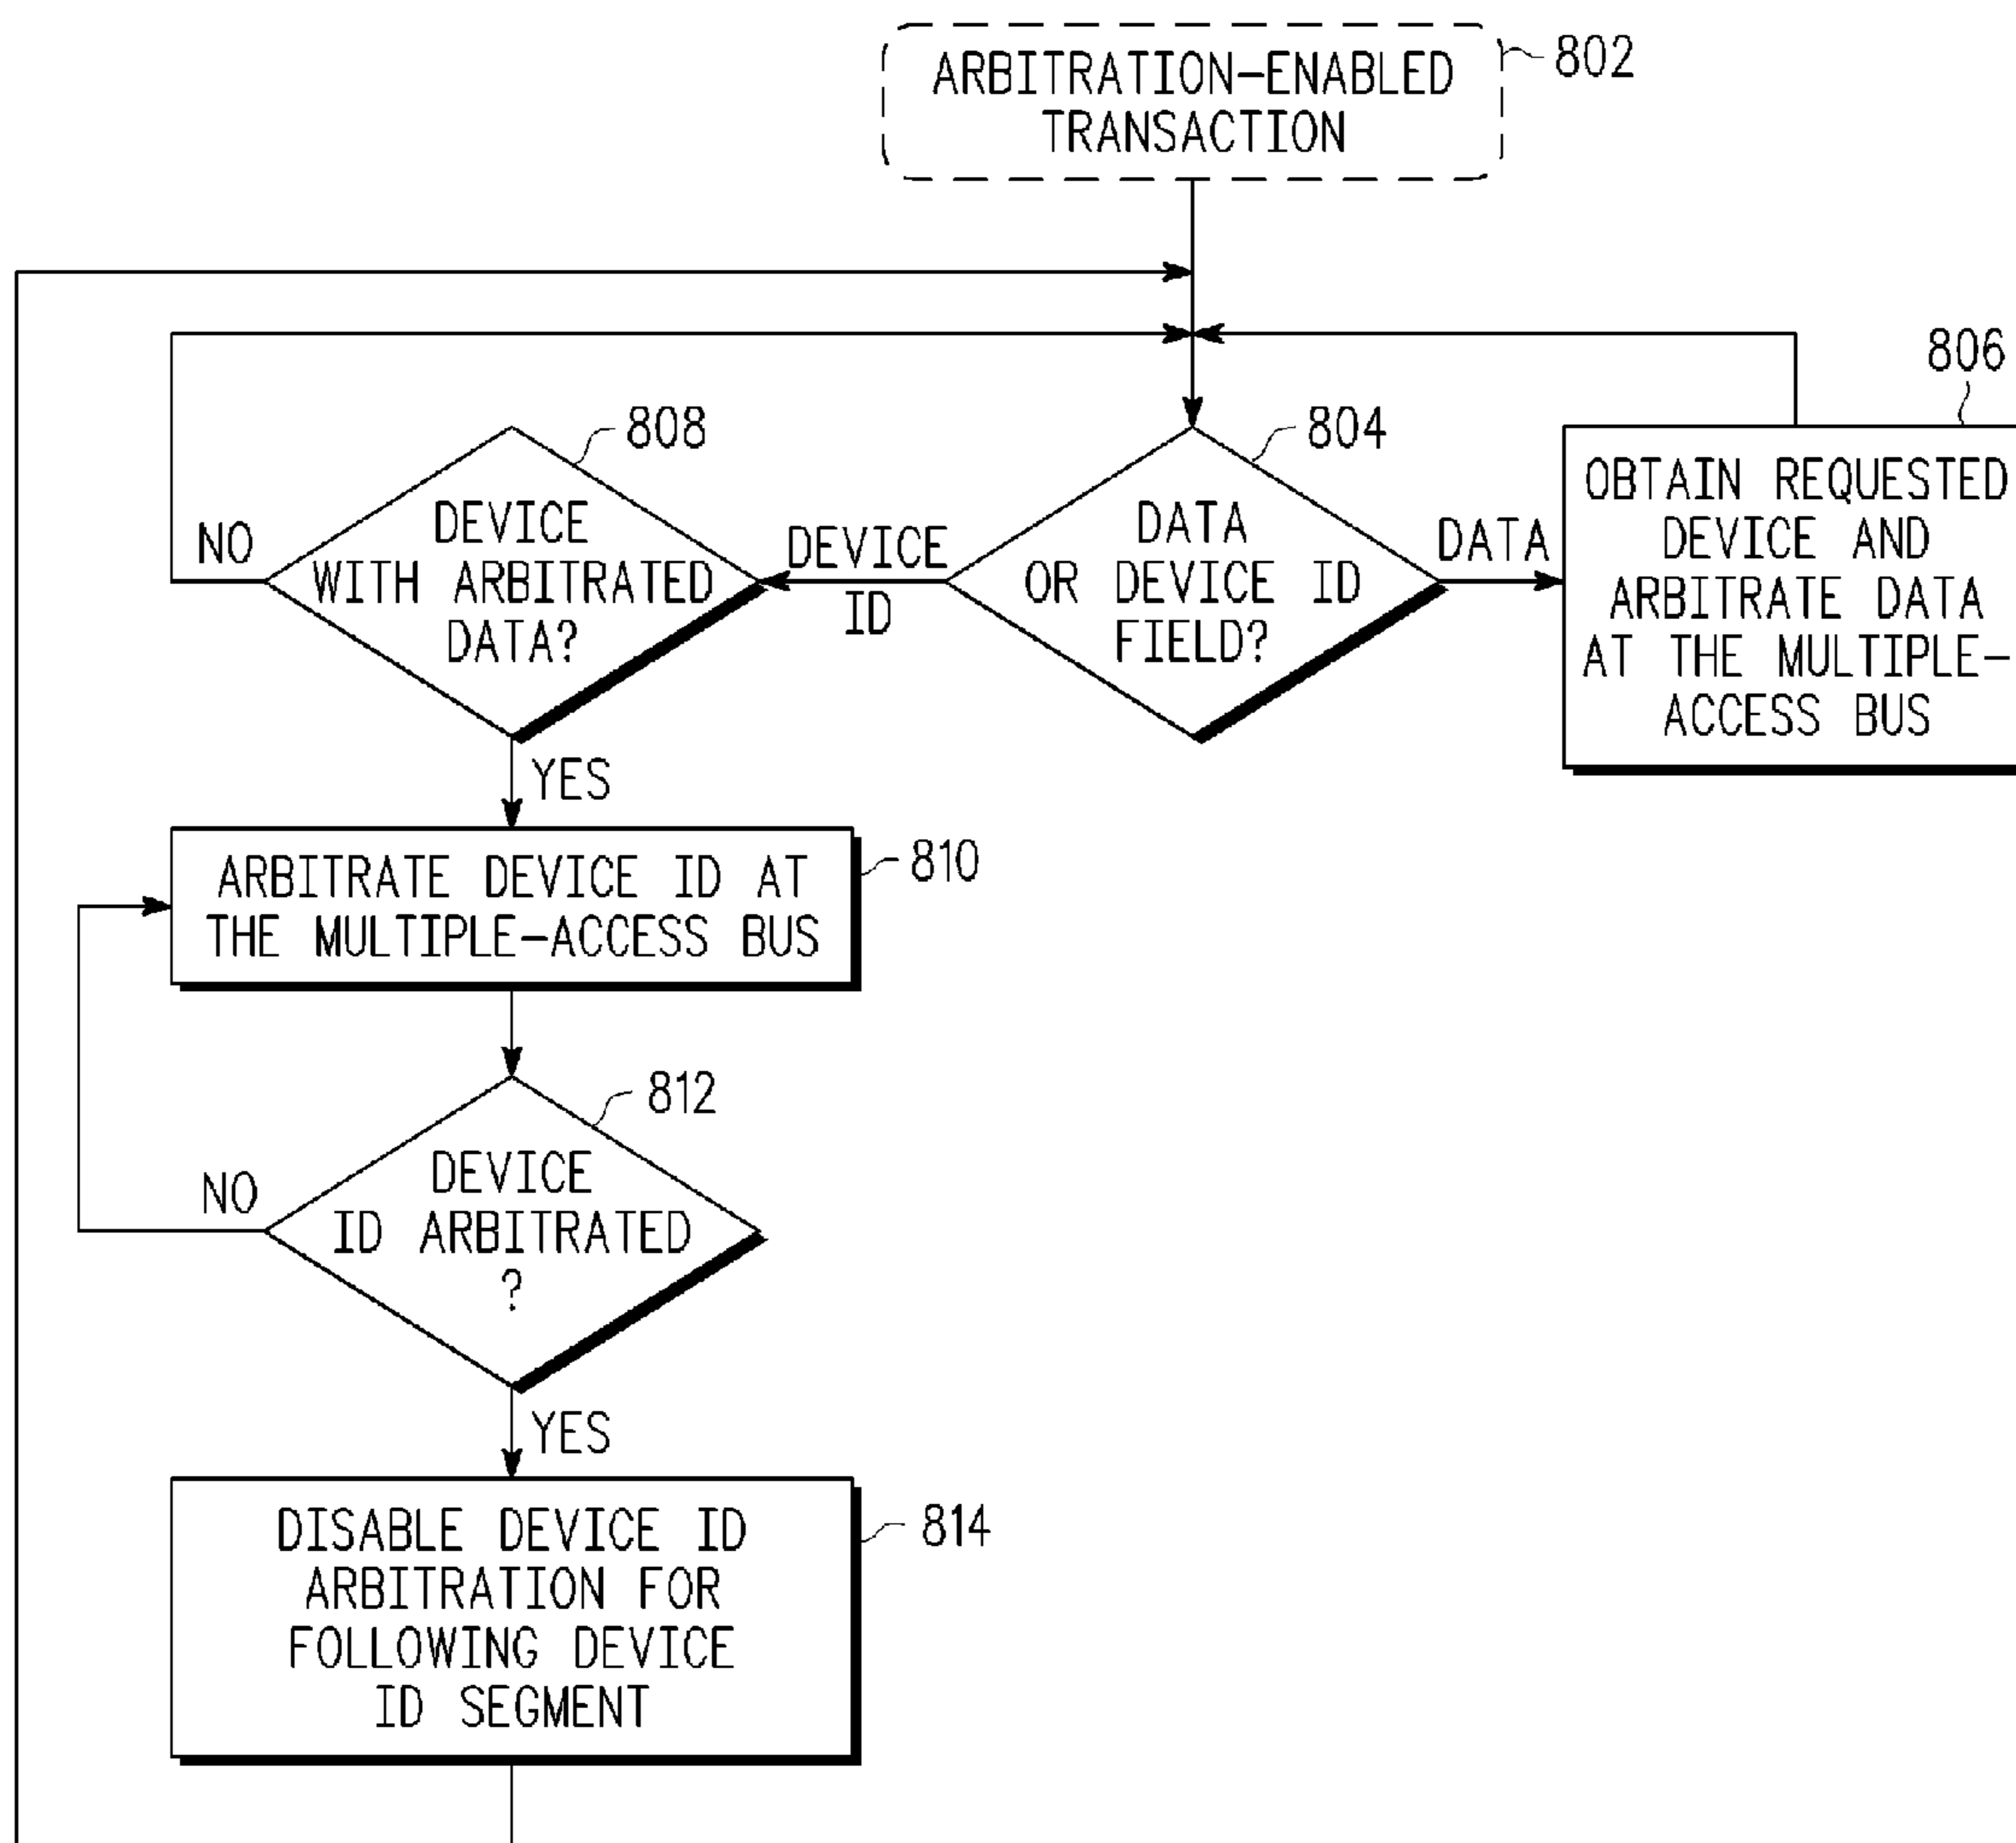 ARBITRATION-ENABLED
TRANSACTION
802
806
808
804
DEVICE
WITH ARBITRATED
DATA?
NO
DEVICE
ID
DATA
OR DEVICE ID
FIELD?
DATA
OBTAIN REQUESTED
DEVICE AND
ARBITRATE DATA
AT THE MULTIPLE-
ACCESS BUS
YES
ARBITRATE DEVICE ID AT
THE MULTIPLE-ACCESS BUS
810
812
DEVICE
ID ARBITRATED
?
NO
YES
DISABLE DEVICE ID
ARBITRATION FOR
FOLLOWING DEVICE
ID SEGMENT
814